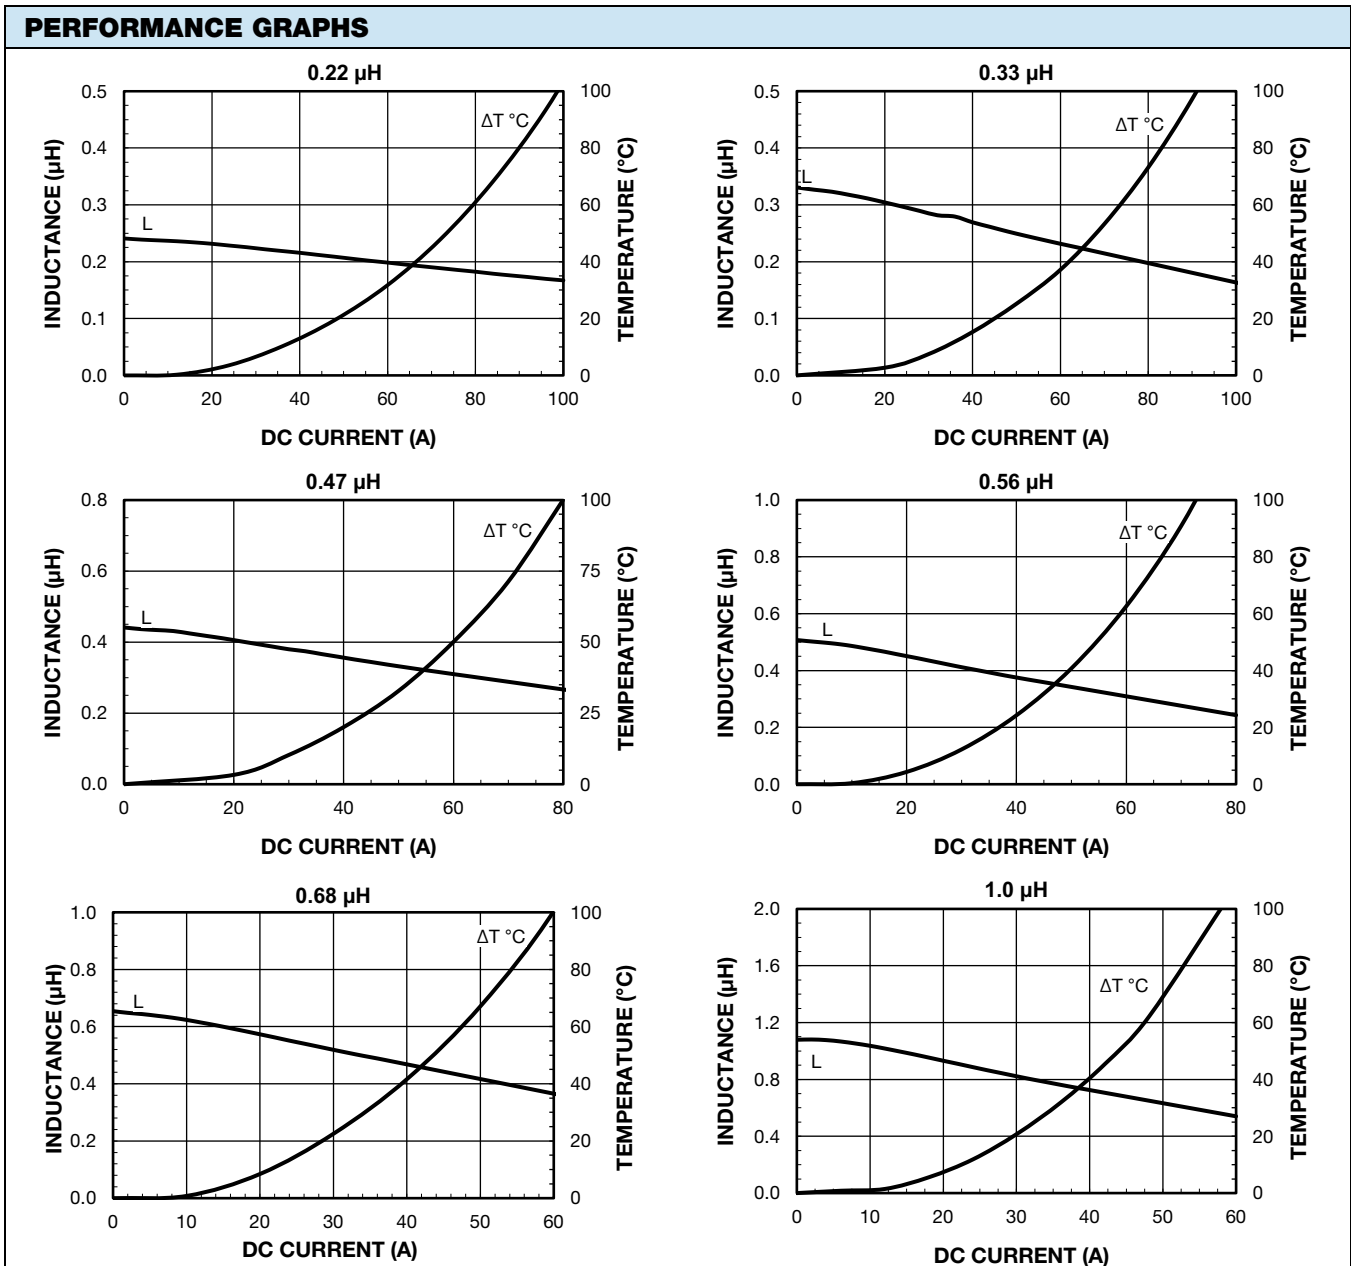 PERFORMANCE GRAPHS
0.22 µH
INDUCTANCE (µH)
0.5
0.4
0.3
0.2
0.1
0.0
L
ΔT °C
100
80
60
40
20
0
TEMPERATURE (°C)
0 20 40 60 80 100
DC CURRENT (A)
0.33 µH
INDUCTANCE (µH)
0.5
0.4
0.3
0.2
0.1
0.0
L
ΔT °C
100
80
60
40
20
0
TEMPERATURE (°C)
0 20 40 60 80 100
DC CURRENT (A)
0.47 µH
INDUCTANCE (µH)
0.8
0.6
0.4
0.2
0.0
L
ΔT °C
100
75
50
25
0
TEMPERATURE (°C)
0 20 40 60 80
DC CURRENT (A)
0.56 µH
INDUCTANCE (µH)
1.0
0.8
0.6
0.4
0.2
0.0
L
ΔT °C
100
80
60
40
20
0
TEMPERATURE (°C)
0 20 40 60 80
DC CURRENT (A)
0.68 µH
INDUCTANCE (µH)
1.0
0.8
0.6
0.4
0.2
0.0
L
ΔT °C
100
80
60
40
20
0
TEMPERATURE (°C)
0 10 20 30 40 50 60
DC CURRENT (A)
1.0 µH
INDUCTANCE (µH)
2.0
1.6
1.2
0.8
0.4
0.0
L
ΔT °C
100
80
60
40
20
0
TEMPERATURE (°C)
0 10 20 30 40 50 60
DC CURRENT (A)